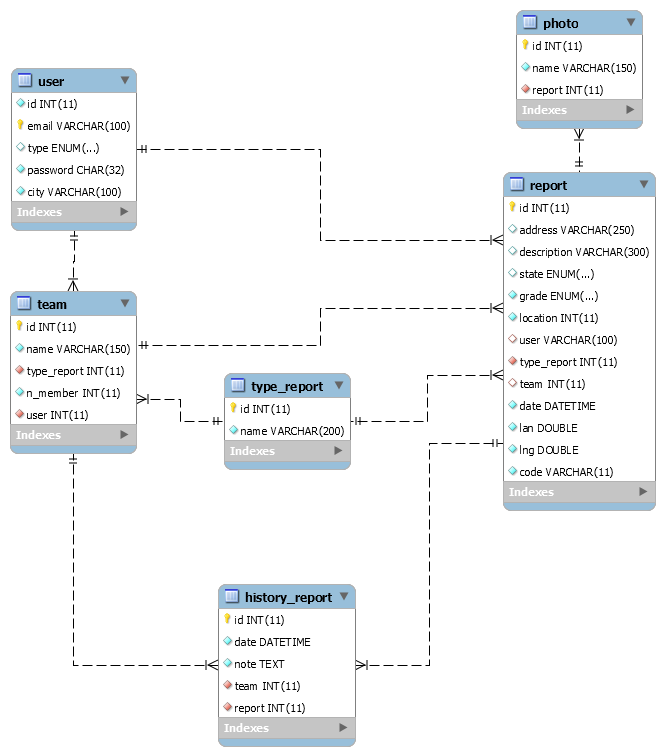 photo
id INT(11)
name VARCHAR(150)
report INT(11)
Indexes
user
id INT(11)
email VARCHAR(100)
type ENUM(...)
password CHAR(32)
city VARCHAR(100)
Indexes
report
id INT(11)
address VARCHAR(250)
description VARCHAR(300)
state ENUM(...)
grade ENUM(...)
location INT(11)
user VARCHAR(100)
type_report INT(11)
team INT(11)
date DATETIME
lan DOUBLE
lng DOUBLE
code VARCHAR(11)
Indexes
team
id INT(11)
name VARCHAR(150)
type_report INT(11)
n_member INT(11)
user INT(11)
Indexes
type_report
id INT(11)
name VARCHAR(200)
Indexes
history_report
id INT(11)
date DATETIME
note TEXT
team INT(11)
report INT(11)
Indexes